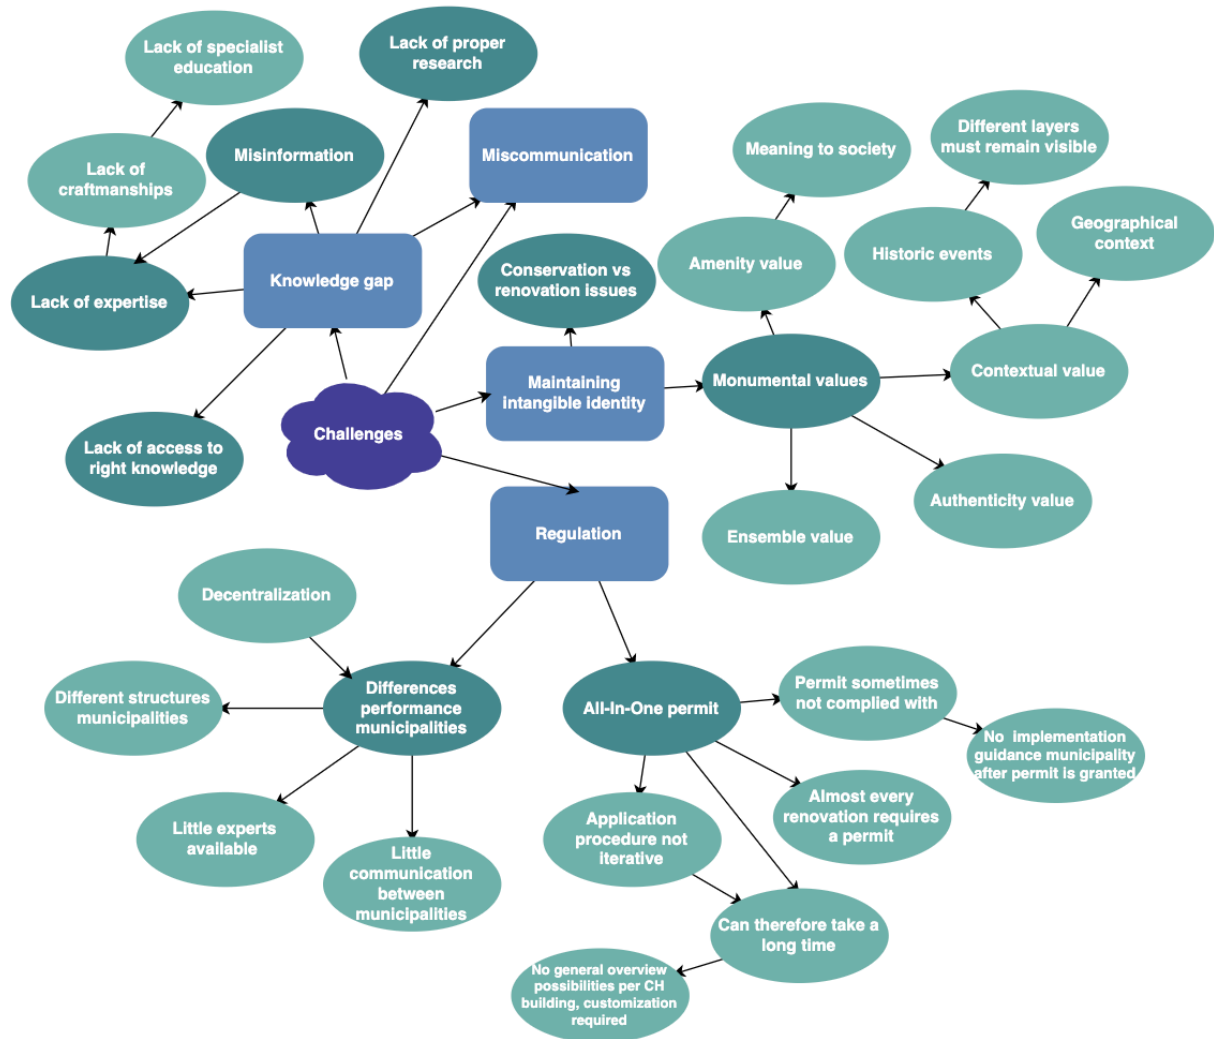 Lack of specialist
education
Lack of proper
research
Misinformation
Miscommunication
Lack of
craftmanships
Meaning to society
Different layers
must remain visible
Geographical
context
Knowledge gap
Conservation vs
renovation issues
Amenity value
Historic events
Lack of expertise
Maintaining
intangible identity
Monumental values
Contextual value
Challenges
Lack of access to
right knowledge
Authenticity value
Regulation
Ensemble value
Decentralization
Different structures
municipalities
Differences
performance
municipalities
All-In-One permit
Permit sometimes
not complied with
No implementation
guidance municipality
after permit is granted
Little experts
available
Application
procedure not
iterative
Almost every
renovation requires
a permit
Little
communication
between
municipalities
Can therefore take a
long time
No general overview
possibilities per CH
building, customization
required